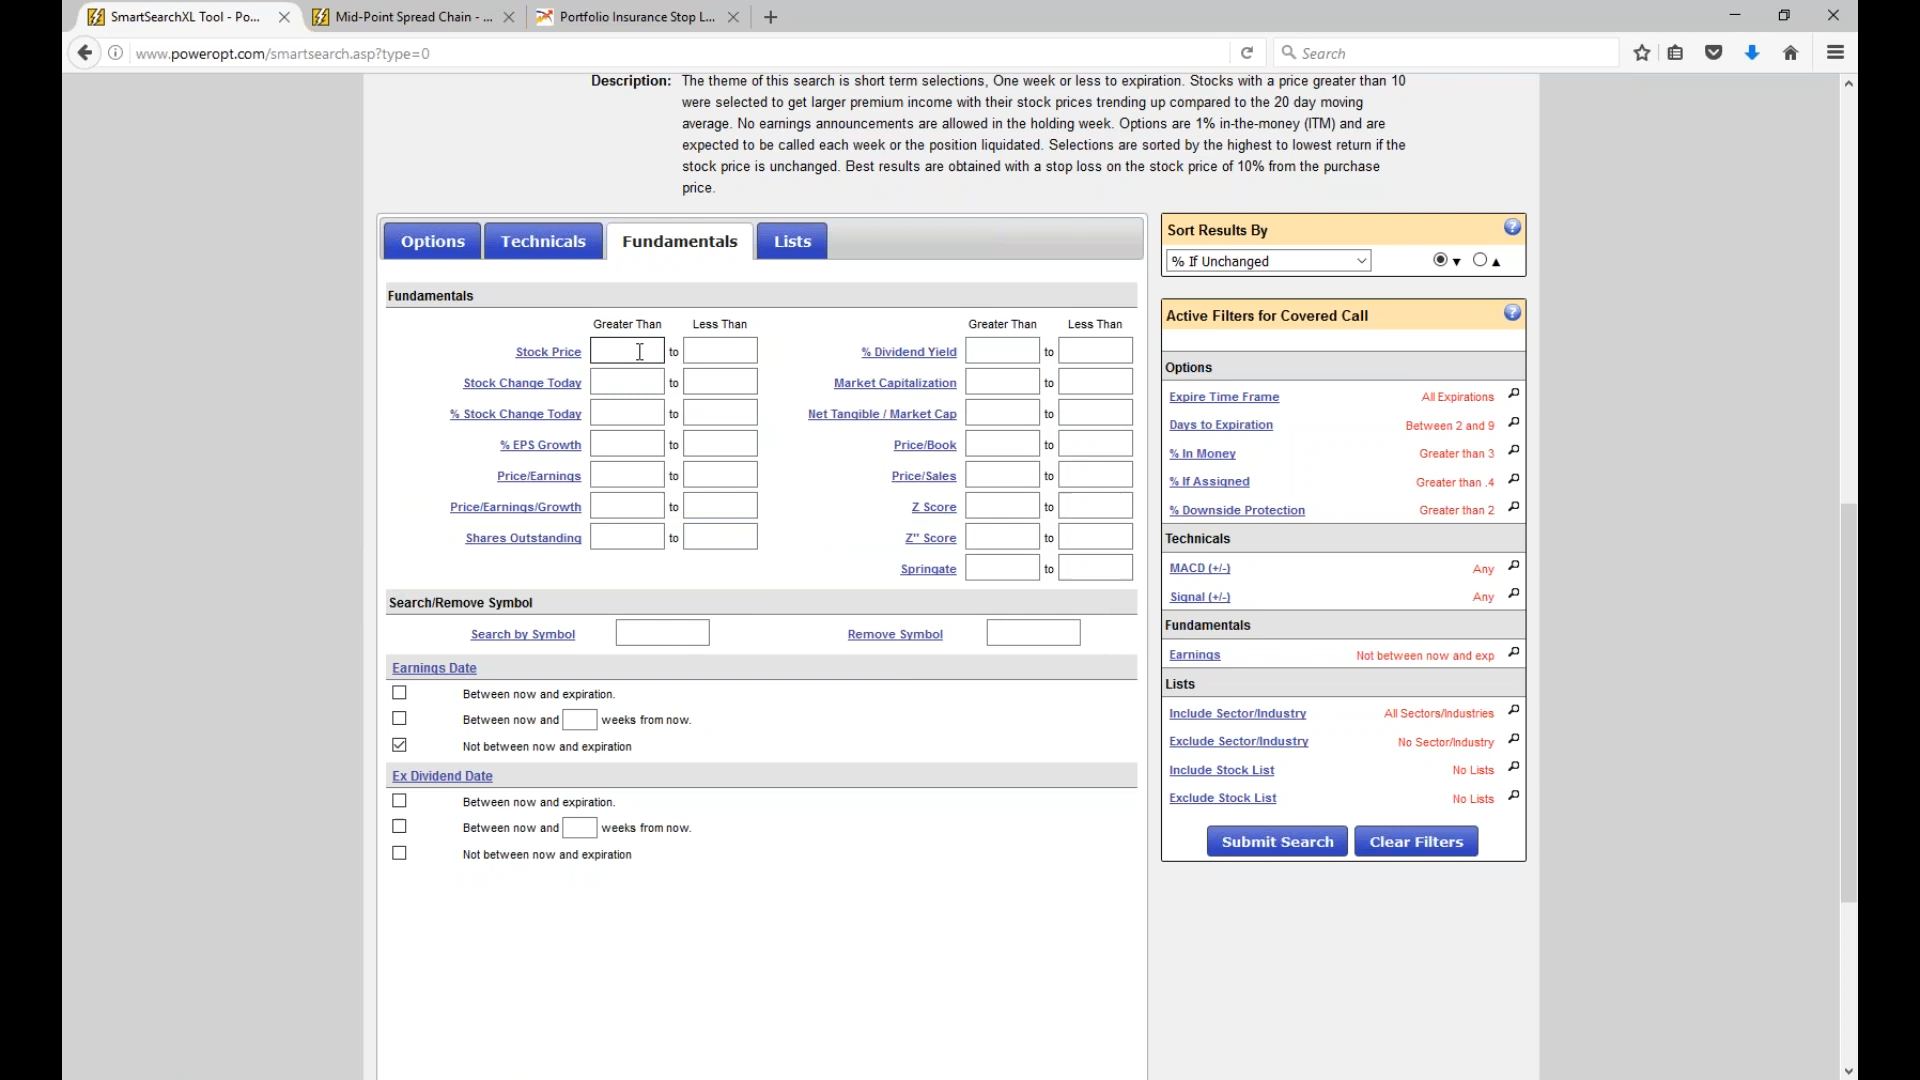 SmartSearchXL Tool - Po...
Mid-Point Spread Chain - ...
Portfolio Insurance Stop L...
www.poweropt.com/smartsearch.asp?type=0
Search
Description: The theme of this search is short term selections, One week or less to expiration. Stocks with a price greater than 10
were selected to get larger premium income with their stock prices trending up compared to the 20 day moving
average. No earnings announcements are allowed in the holding week. Options are 1% in-the-money (ITM) and are
expected to be called each week or the position liquidated. Selections are sorted by the highest to lowest return if the
stock price is unchanged. Best results are obtained with a stop loss on the stock price of 10% from the purchase
price.
Options Technicals Fundamentals Lists
Fundamentals
Greater Than Less Than Greater Than Less Than
Stock Price to % Dividend Yield to
Stock Change Today to Market Capitalization to
% Stock Change Today to Net Tangible / Market Cap to
% EPS Growth to Price/Book to
Price/Earnings to Price/Sales to
Price/Earnings/Growth to Z Score to
Shares Outstanding to Z" Score to
Springate to
Search/Remove Symbol
Search by Symbol Remove Symbol
Earnings Date
Between now and expiration.
Between now and weeks from now.
Not between now and expiration
Ex Dividend Date
Between now and expiration.
Between now and weeks from now.
Not between now and expiration
Sort Results By ?
% If Unchanged
Active Filters for Covered Call ?
Options
Expire Time Frame All Expirations
Days to Expiration Between 2 and 9
% In Money Greater than 3
% If Assigned Greater than .4
% Downside Protection Greater than 2
Technicals
MACD (+/-) Any
Signal (+/-) Any
Fundamentals
Earnings Not between now and exp
Lists
Include Sector/Industry All Sectors/Industries
Exclude Sector/Industry No Sector/Industry
Include Stock List No Lists
Exclude Stock List No Lists
Submit Search Clear Filters